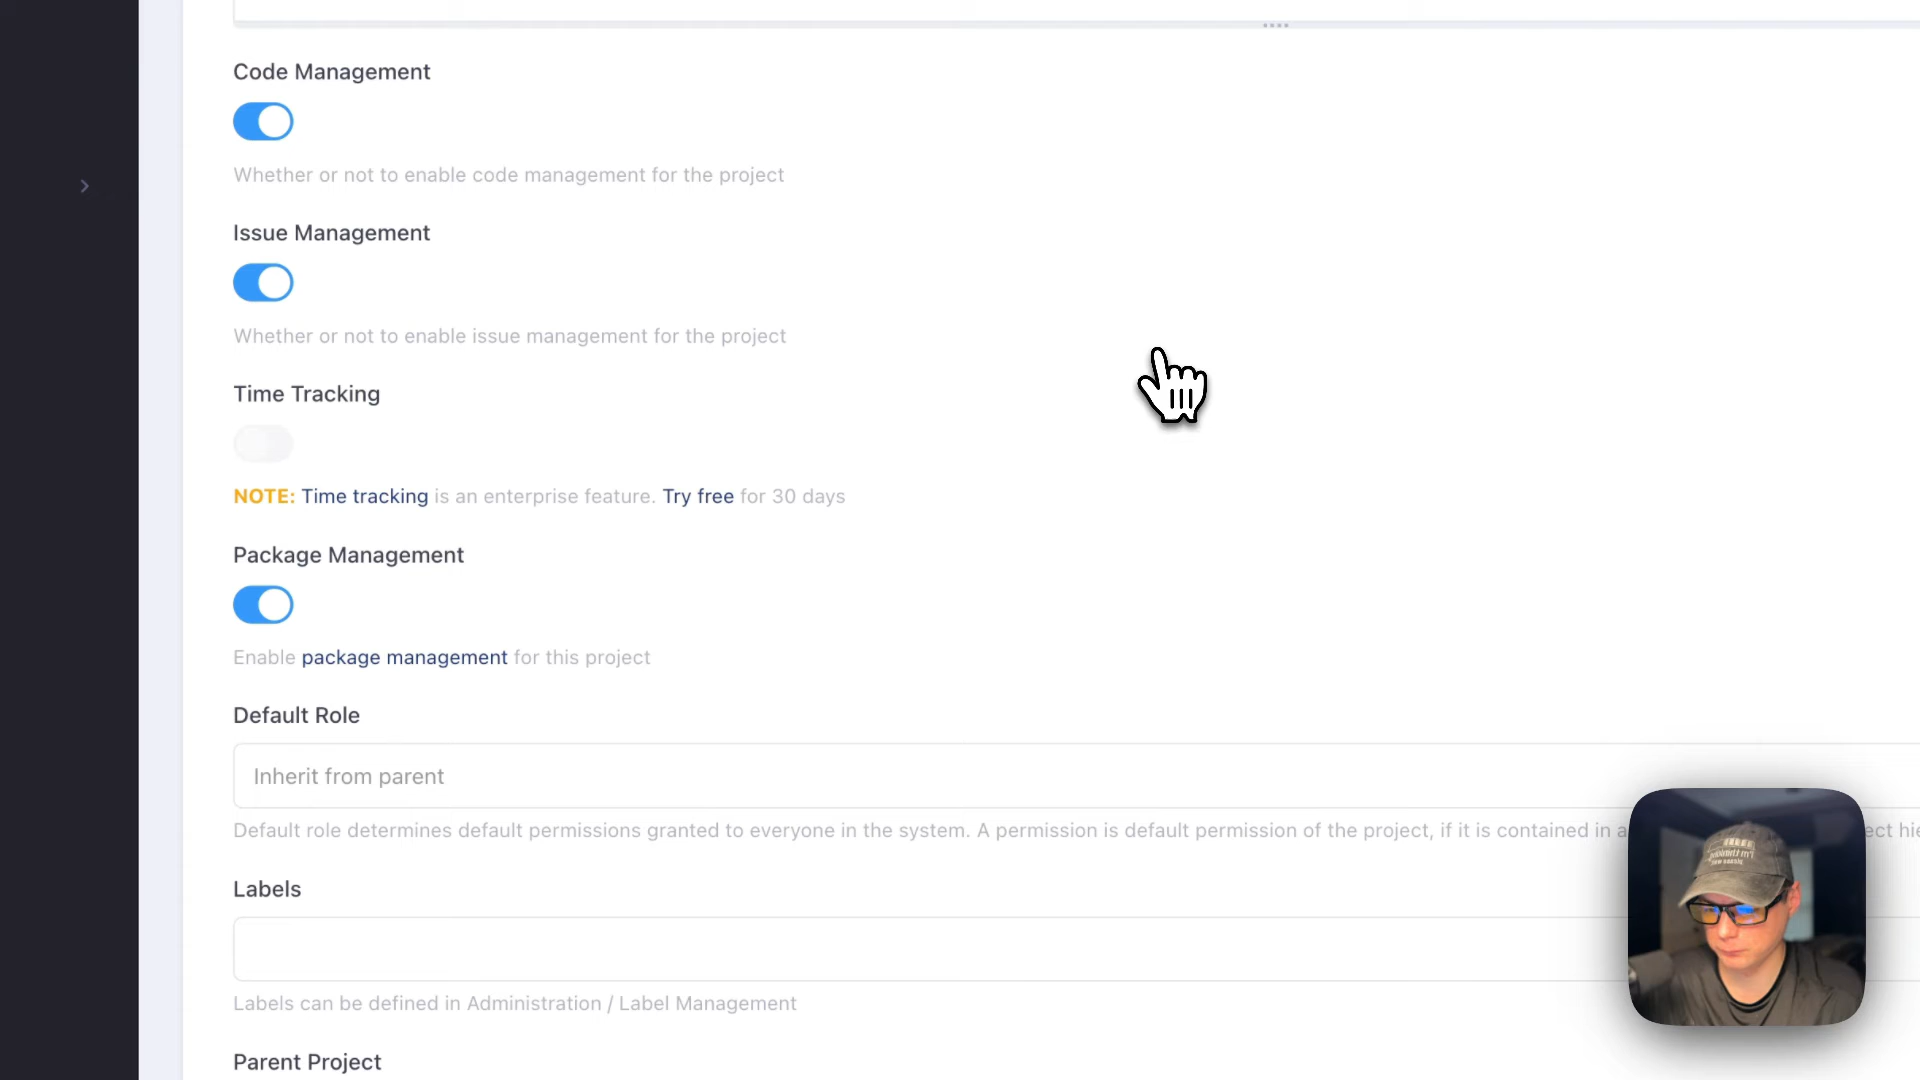 Code Management
Whether or not to enable code management for the project
Issue Management
Whether or not to enable issue management for the project
Time Tracking
NOTE: Time tracking is an enterprise feature. Try free for 30 days
Package Management
Enable package management for this project
Default Role
Inherit from parent
Default role determines default permissions granted to everyone in the system. A permission is default permission of the project, if it is contained in
Labels
Labels can be defined in Administration / Label Management
Parent Project